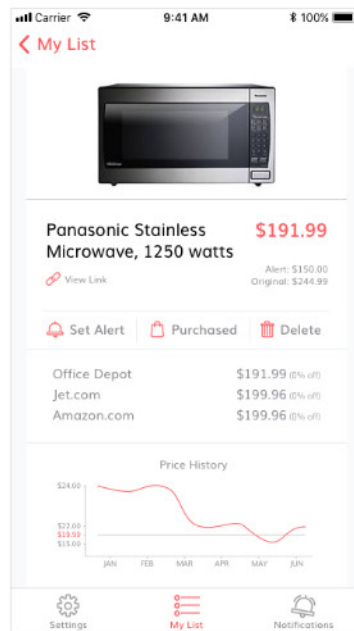 Carrier 9:41 AM 100%
My List
Panasonic
Panasonic Stainless $191.99
Microwave, 1250 watts
Alert: $150.00
View Link
Original: $244.99
Set Alert Purchased Delete
Office Depot $191.99 (0% off)
Jet.com $199.96 (0% off)
Amazon.com $199.96 (0% off)
Price History
$24.00
$22.00
$19.99
$15.00
JAN FEB MAR APR MAY JUN
Settings My List Notifications